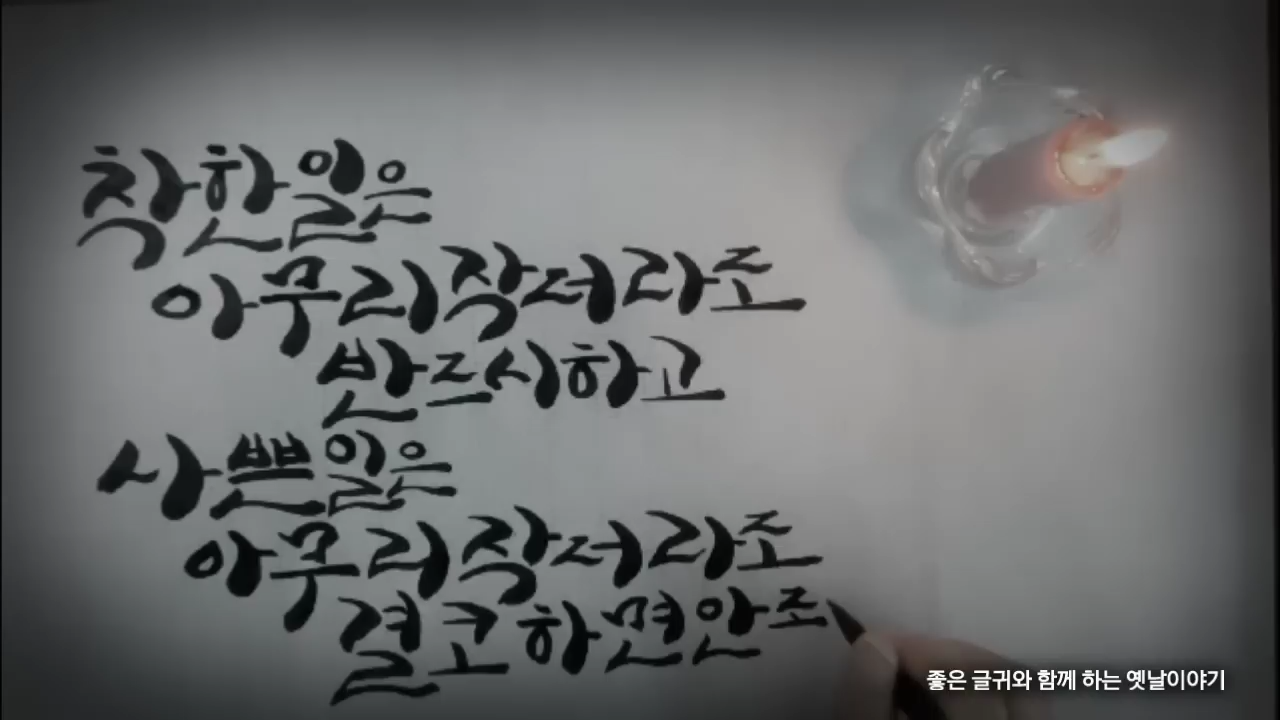 착한일은
아무리작더라도
반드시하고
나쁜일은
아무리작더라도
결코하면안도
좋은 글귀와 함께 하는 옛날이야기